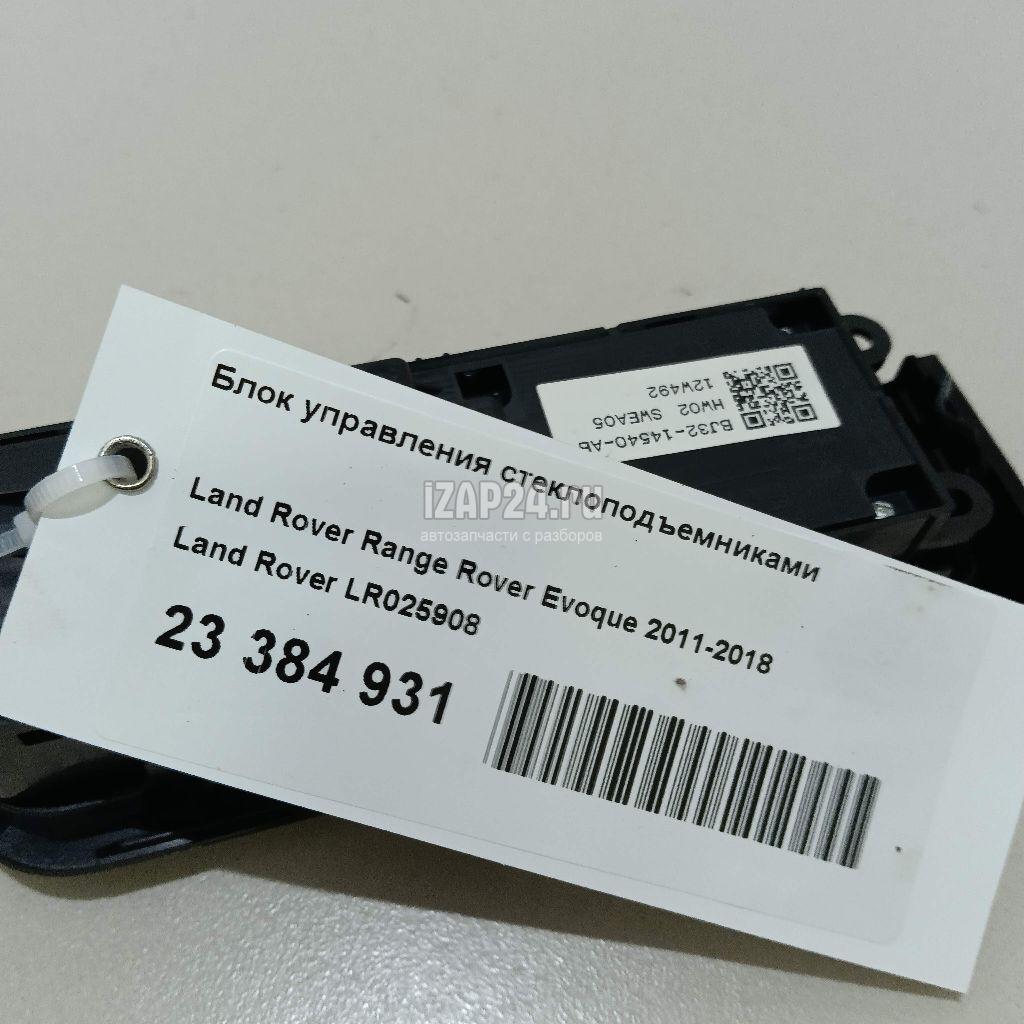 Блок управления стеклоподъемниками
Land Rover Range Rover Evoque 2011-2018
Land Rover LR025908
23 384 931
iZAP24.ru
автозапчасти с разборов
BJ32-14540-Ab
HW02 SWEA05
12W492